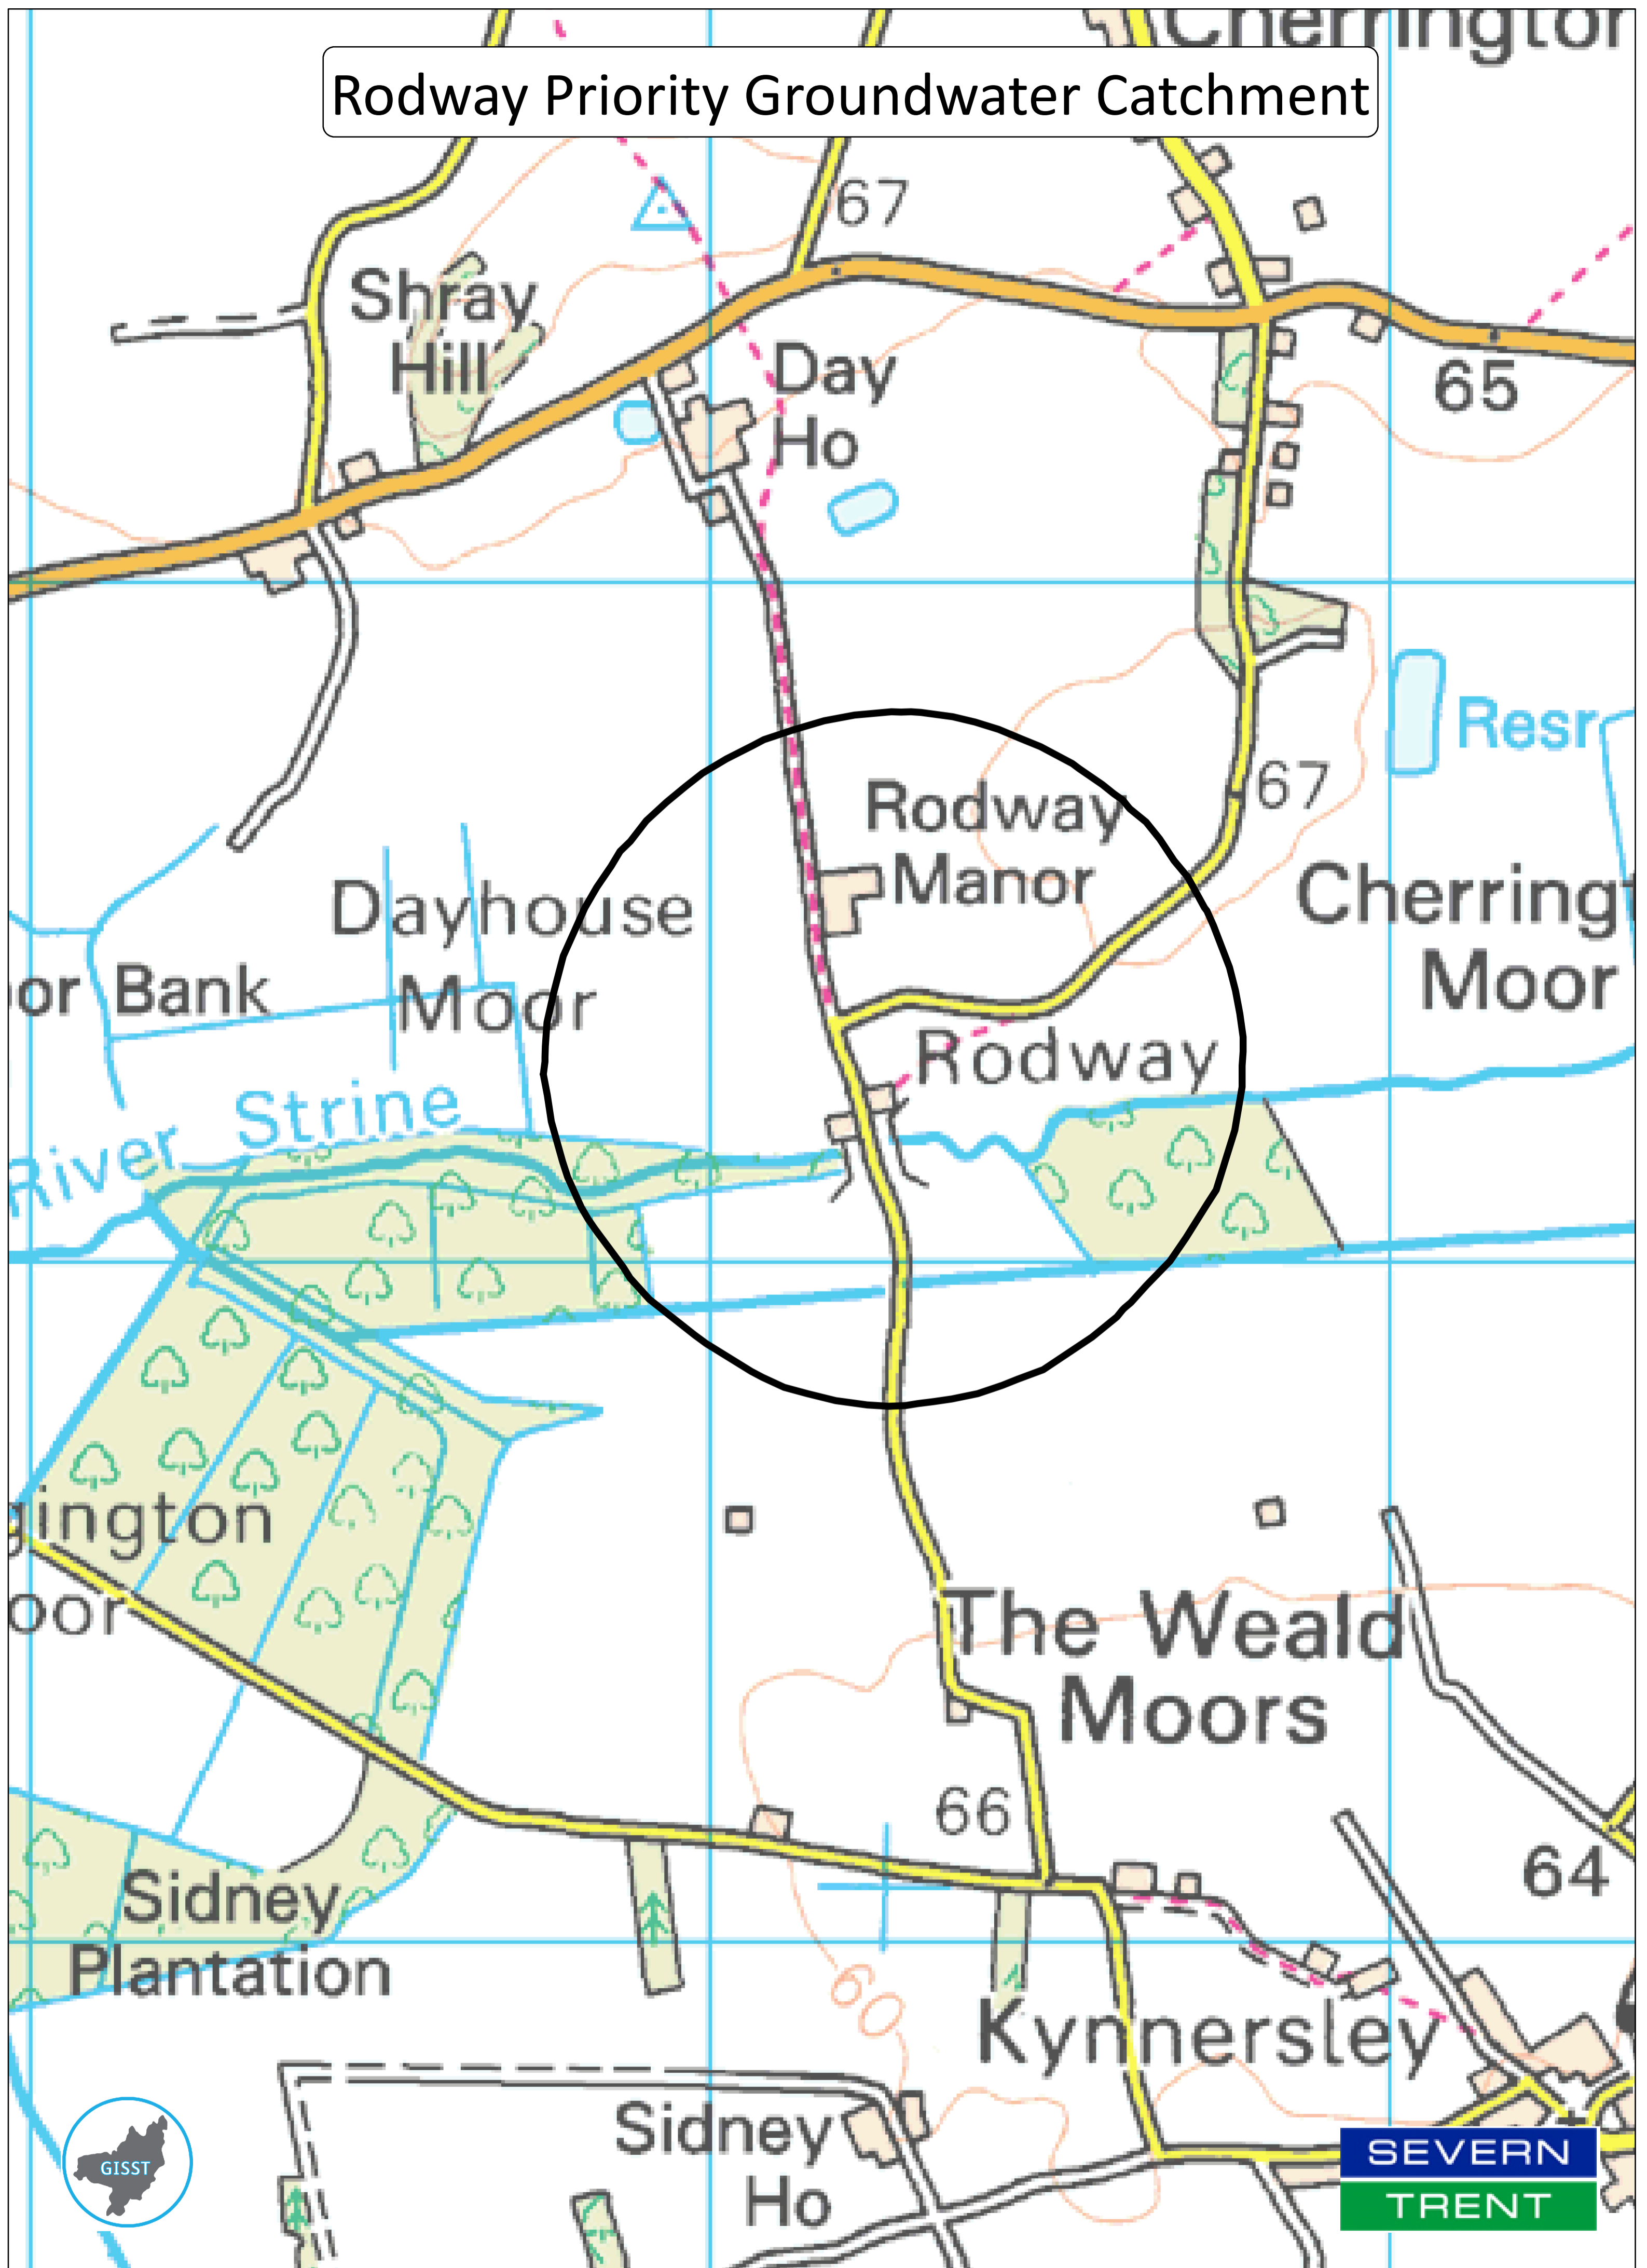 Cherrington
Rodway Priority Groundwater Catchment
67
Shray
Hill
Day
Ho
65
Resr
67
Rodway
Manor
Dayhouse
Moor
Cherringt
Moor
or Bank
Rodway
River Strine
gington
oor
The Weald
Moors
66
64
Sidney
Plantation
60
Kynnersley
Sidney
Ho
GISST
SEVERN
TRENT